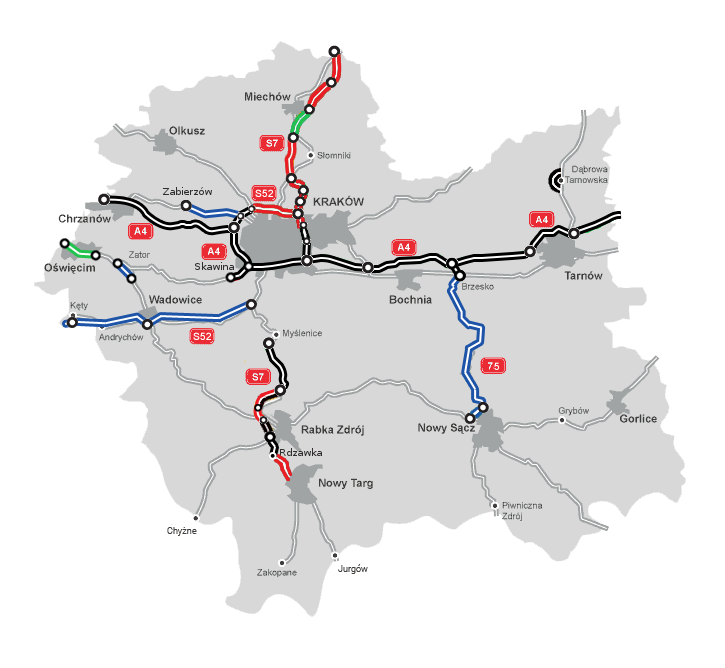 Miechów
Olkusz
S7
Słomniki
Dąbrowa
Tarnowska
Zabierzów
S52
KRAKÓW
Chrzanów
A4
A4
A4
A4
Oświęcim
Zator
Skawina
Tarnów
Bochnia
Brzesko
Kęty
Wadowice
Andrychów
S52
Myślenice
S7
75
Rabka Zdrój
Nowy Sącz
Grybów
Gorlice
Rdzawka
Nowy Targ
Piwniczna
Zdrój
Chyżne
Zakopane
Jurgów